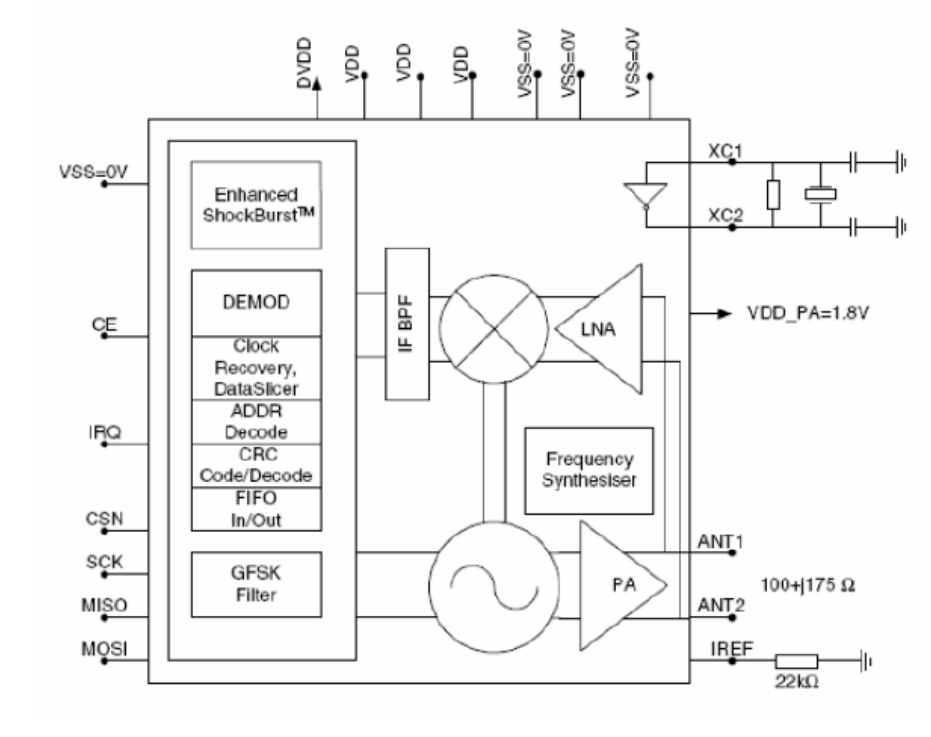 DVDD
VDD
VDD
VDD
VSS=0V
VSS=0V
VSS=0V
VSS=0V
CE
IRQ
CSN
SCK
MISO
MOSI
Enhanced
ShockBurst™
DEMOD
Clock
Recovery,
DataSlicer
ADDR
Decode
CRC
Code/Decode
FIFO
In/Out
GFSK
Filter
IF BPF
LNA
Frequency
Synthesiser
PA
XC1
XC2
VDD_PA=1.8V
ANT1
100+j175 Ω
ANT2
IREF
22kΩ